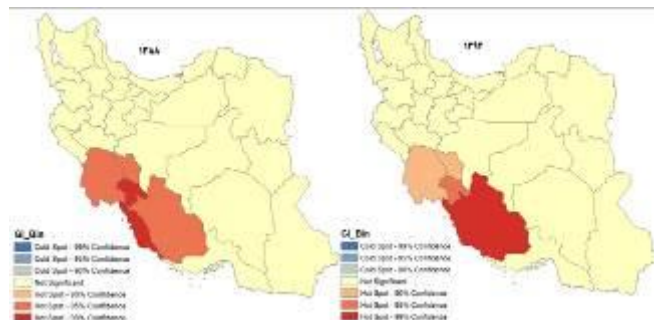 ۱۳۸۸
Gi_Bin
Cold Spot - 99% Confidence
Cold Spot - 95% Confidence
Cold Spot - 90% Confidence
Not Significant
Hot Spot - 90% Confidence
Hot Spot - 95% Confidence
Hot Spot - 99% Confidence
Gi_Bin
Cold Spot - 99% Confidence
Cold Spot - 95% Confidence
Cold Spot - 90% Confidence
Not Significant
Hot Spot - 90% Confidence
Hot Spot - 95% Confidence
Hot Spot - 99% Confidence